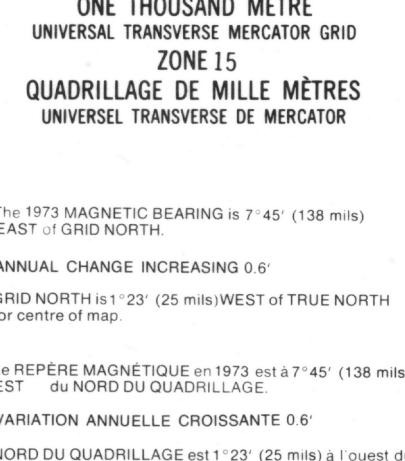 ONE THOUSAND METRE
UNIVERSAL TRANSVERSE MERCATOR GRID
ZONE 15
QUADRILLAGE DE MILLE MÈTRES
UNIVERSEL TRANSVERSE DE MERCATOR
The 1973 MAGNETIC BEARING is 7°45′ (138 mils)
EAST of GRID NORTH.
ANNUAL CHANGE INCREASING 0.6′
GRID NORTH is 1°23′ (25 mils) WEST of TRUE NORTH
for centre of map.
Le REPÈRE MAGNÉTIQUE en 1973 est à 7°45′ (138 mils
EST du NORD DU QUADRILLAGE.
VARIATION ANNUELLE CROISSANTE 0.6′
NORD DU QUADRILLAGE est 1°23′ (25 mils) à l'ouest du